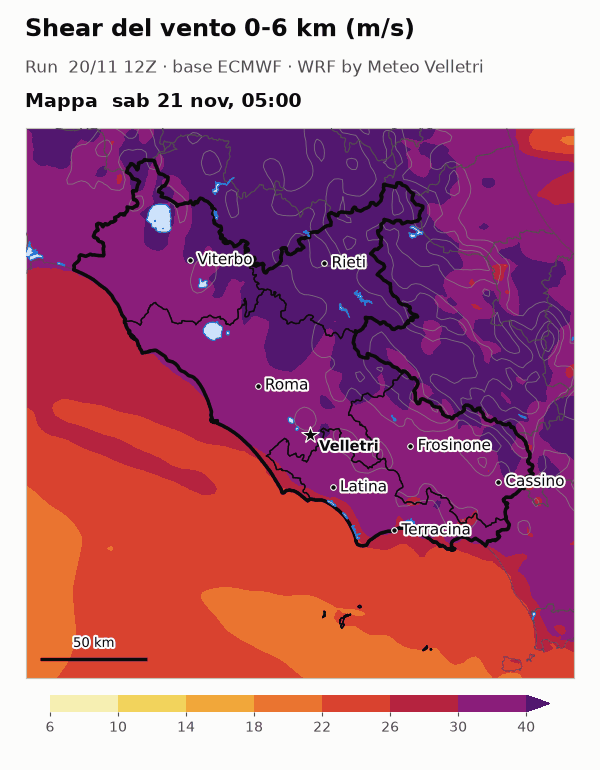 Shear del vento 0-6 km (m/s)
Run  20/11 12Z · base ECMWF · WRF by Meteo Velletri
Mappa  sab 21 nov, 05:00
Viterbo
Rieti
Roma
Velletri
Frosinone
Cassino
Latina
Terracina
50 km
6 10 14 18 22 26 30 40